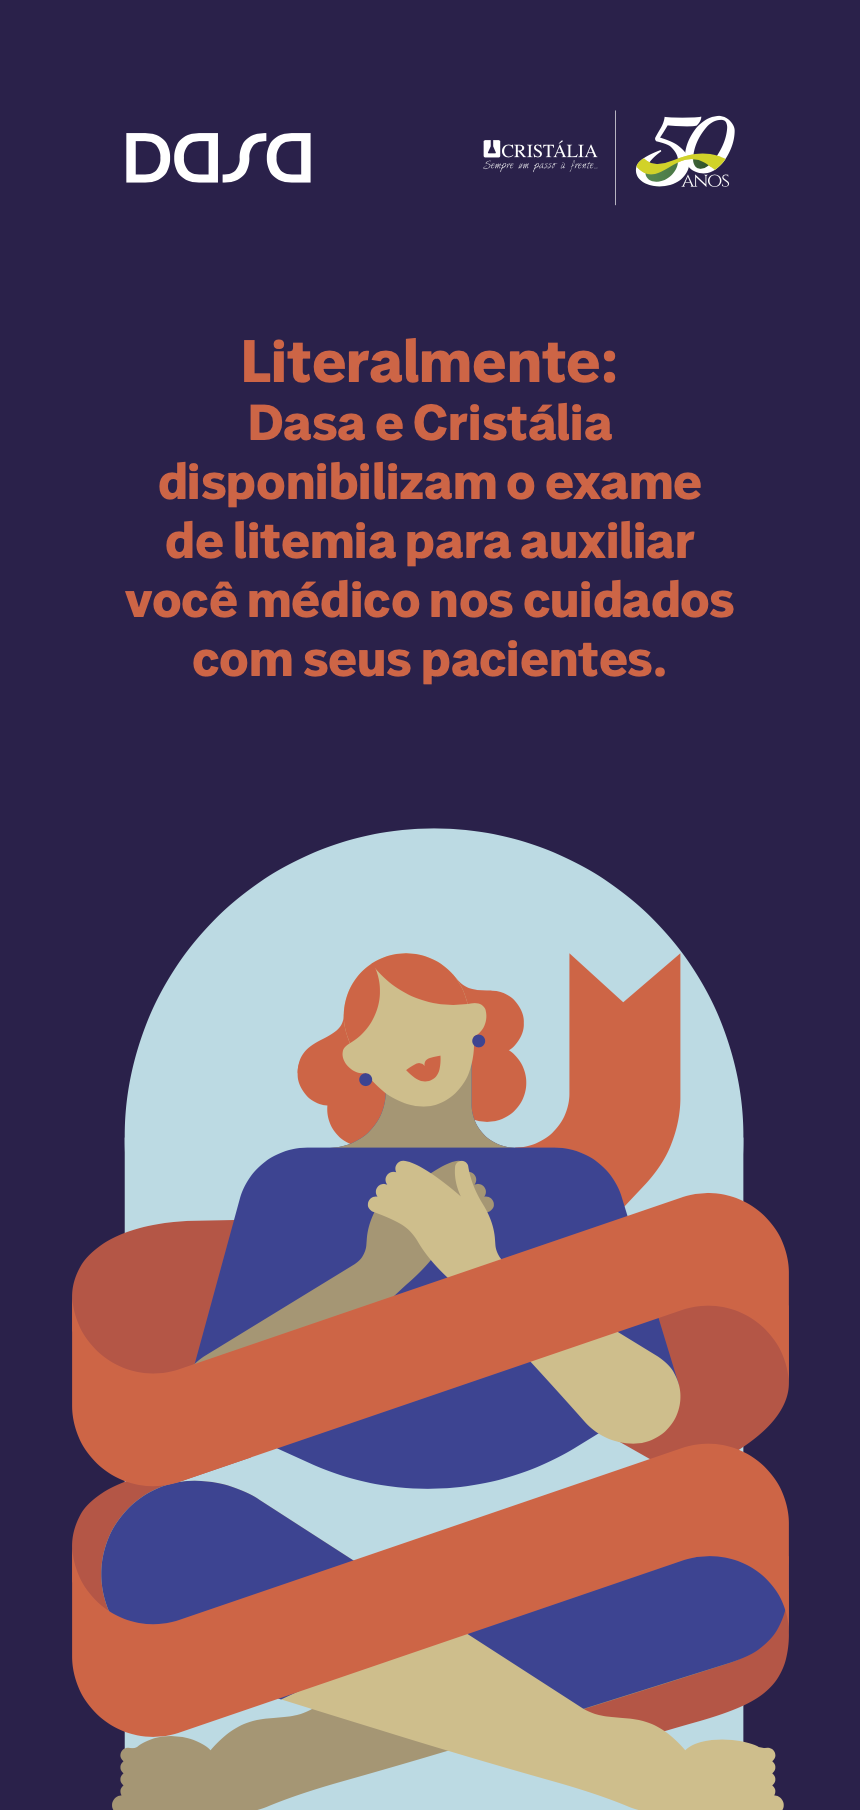 Dasa
CRISTÁLIA
Sempre um passo à frente...
50
ANOS
Literalmente:
Dasa e Cristália
disponibilizam o exame
de litemia para auxiliar
você médico nos cuidados
com seus pacientes.